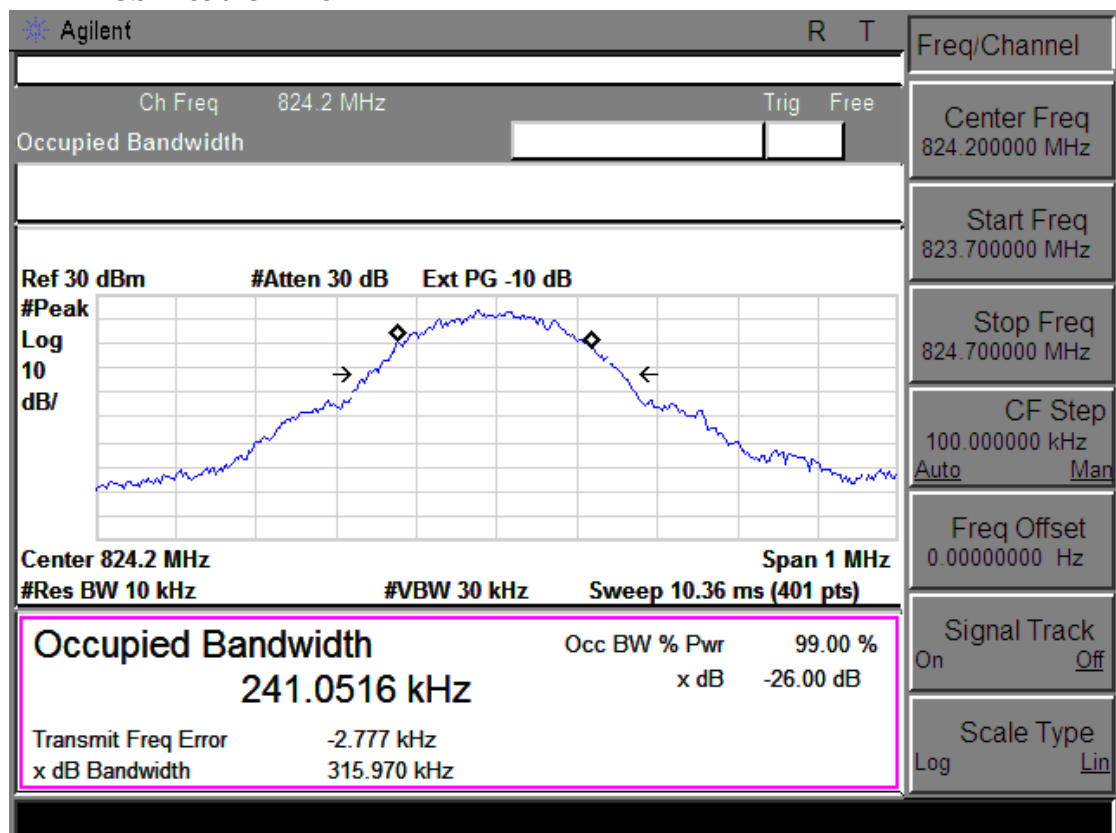 Agilent R T
Freq/Channel
Ch Freq 824.2 MHz Trig Free
Occupied Bandwidth
Center Freq
824.200000 MHz
Start Freq
823.700000 MHz
Stop Freq
824.700000 MHz
CF Step
100.000000 kHz
Auto Man
Freq Offset
0.00000000 Hz
Signal Track
On Off
Scale Type
Log Lin
Ref 30 dBm #Atten 30 dB Ext PG -10 dB
#Peak
Log
10
dB/
Center 824.2 MHz Span 1 MHz
#Res BW 10 kHz #VBW 30 kHz Sweep 10.36 ms (401 pts)
Occupied Bandwidth Occ BW % Pwr 99.00 %
241.0516 kHz x dB -26.00 dB
Transmit Freq Error -2.777 kHz
x dB Bandwidth 315.970 kHz